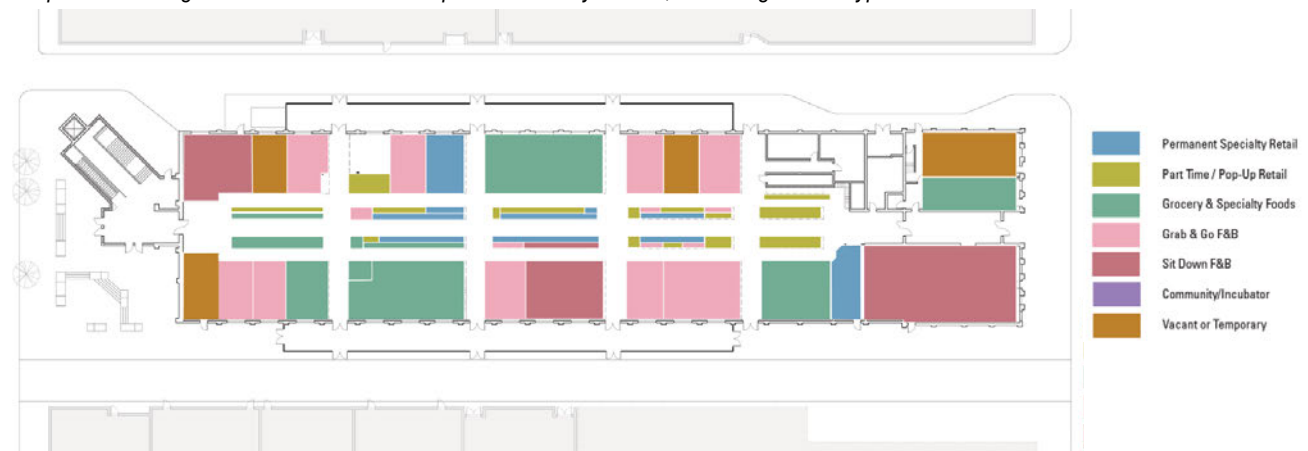 Permanent Specialty Retail
Part Time / Pop-Up Retail
Grocery & Specialty Foods
Grab & Go F&B
Sit Down F&B
Community/Incubator
Vacant or Temporary